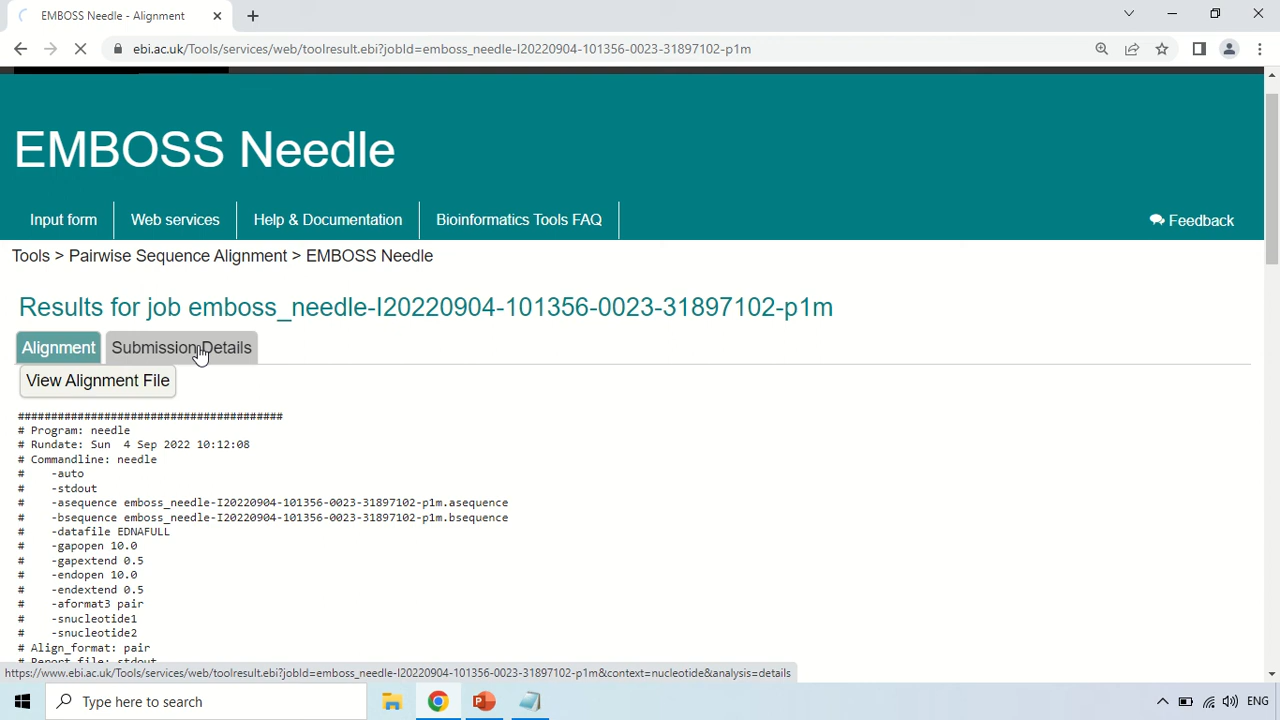 EMBOSS Needle - Alignment
ebi.ac.uk/Tools/services/web/toolresult.ebi?jobId=emboss_needle-I20220904-101356-0023-31897102-p1m
EMBOSS Needle
Input form Web services Help & Documentation Bioinformatics Tools FAQ Feedback
Tools > Pairwise Sequence Alignment > EMBOSS Needle
Results for job emboss_needle-I20220904-101356-0023-31897102-p1m
Alignment Submission Details
View Alignment File
########################################
# Program: needle
# Rundate: Sun  4 Sep 2022 10:12:08
# Commandline: needle
#    -auto
#    -stdout
#    -asequence emboss_needle-I20220904-101356-0023-31897102-p1m.asequence
#    -bsequence emboss_needle-I20220904-101356-0023-31897102-p1m.bsequence
#    -datafile EDNAFULL
#    -gapopen 10.0
#    -gapextend 0.5
#    -endopen 10.0
#    -endextend 0.5
#    -aformat3 pair
#    -snucleotide1
#    -snucleotide2
# Align_format: pair
# Report_file: stdout
https://www.ebi.ac.uk/Tools/services/web/toolresult.ebi?jobId=emboss_needle-I20220904-101356-0023-31897102-p1m&context=nucleotide&analysis=details
Type here to search
ENG